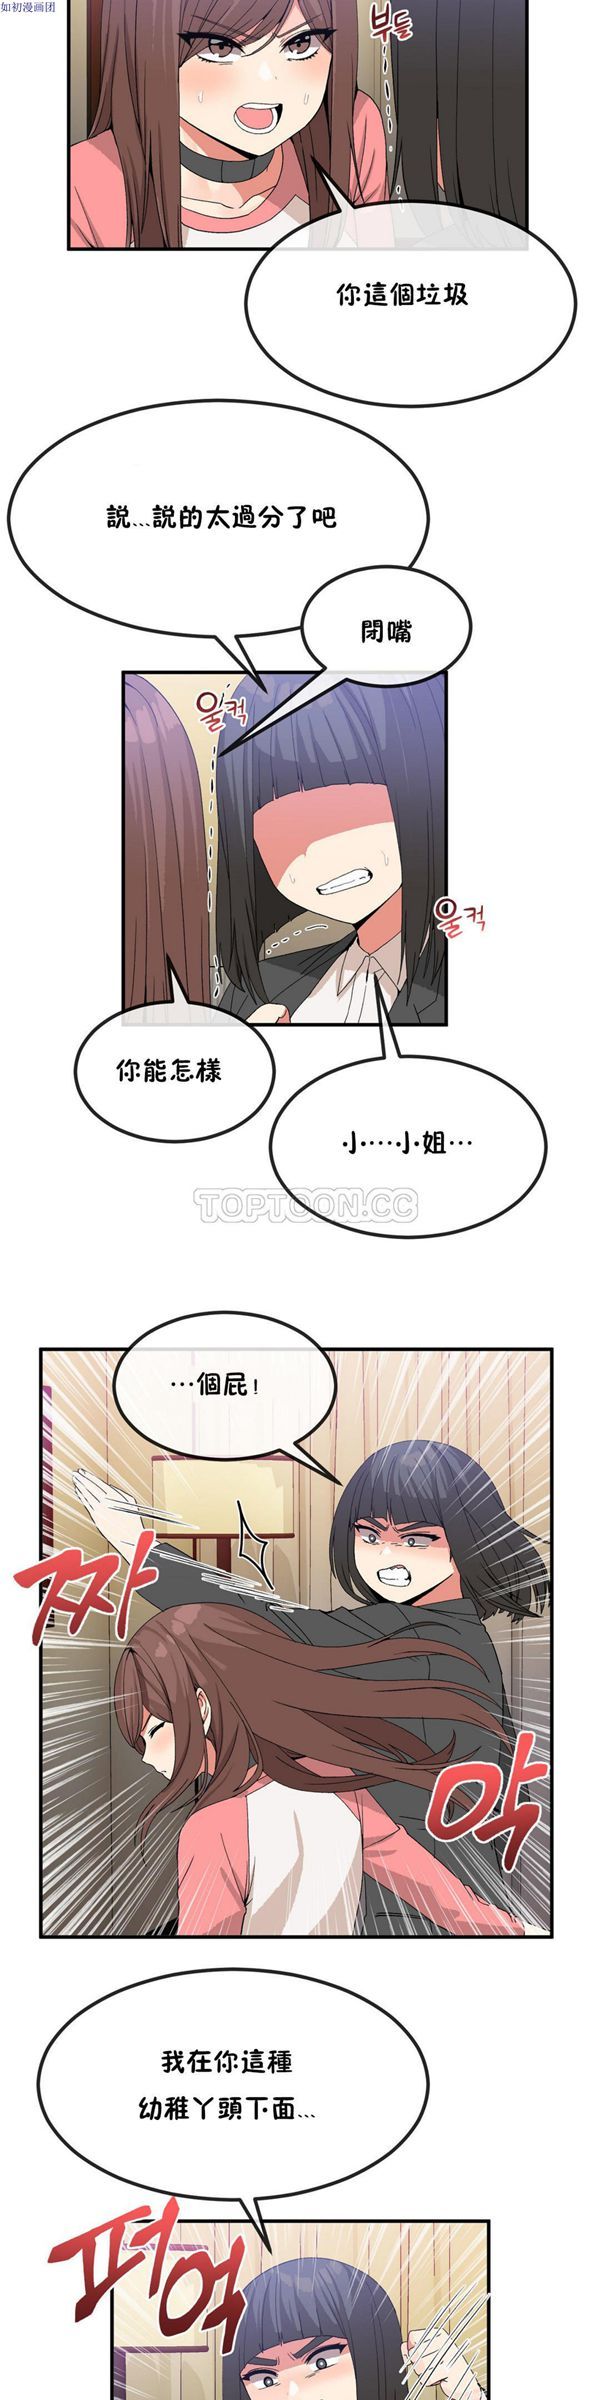 如初漫画团
부들
你這個垃圾
說...說的太過分了吧
閉嘴
울컥
울컥
你能怎樣
小……小姐…
TOPTOON.CC
…個屁!
짜
악
我在你這種
幼稚丫頭下面...
퍼억